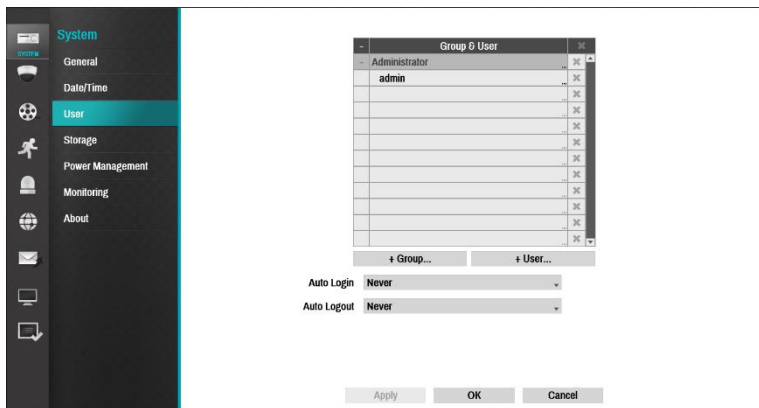 SYSTEM
System
General
Date/Time
User
Storage
Power Management
Monitoring
About
- Group & User
- Administrator ...
admin ...
+ Group... + User...
Auto Login Never
Auto Logout Never
Apply OK Cancel